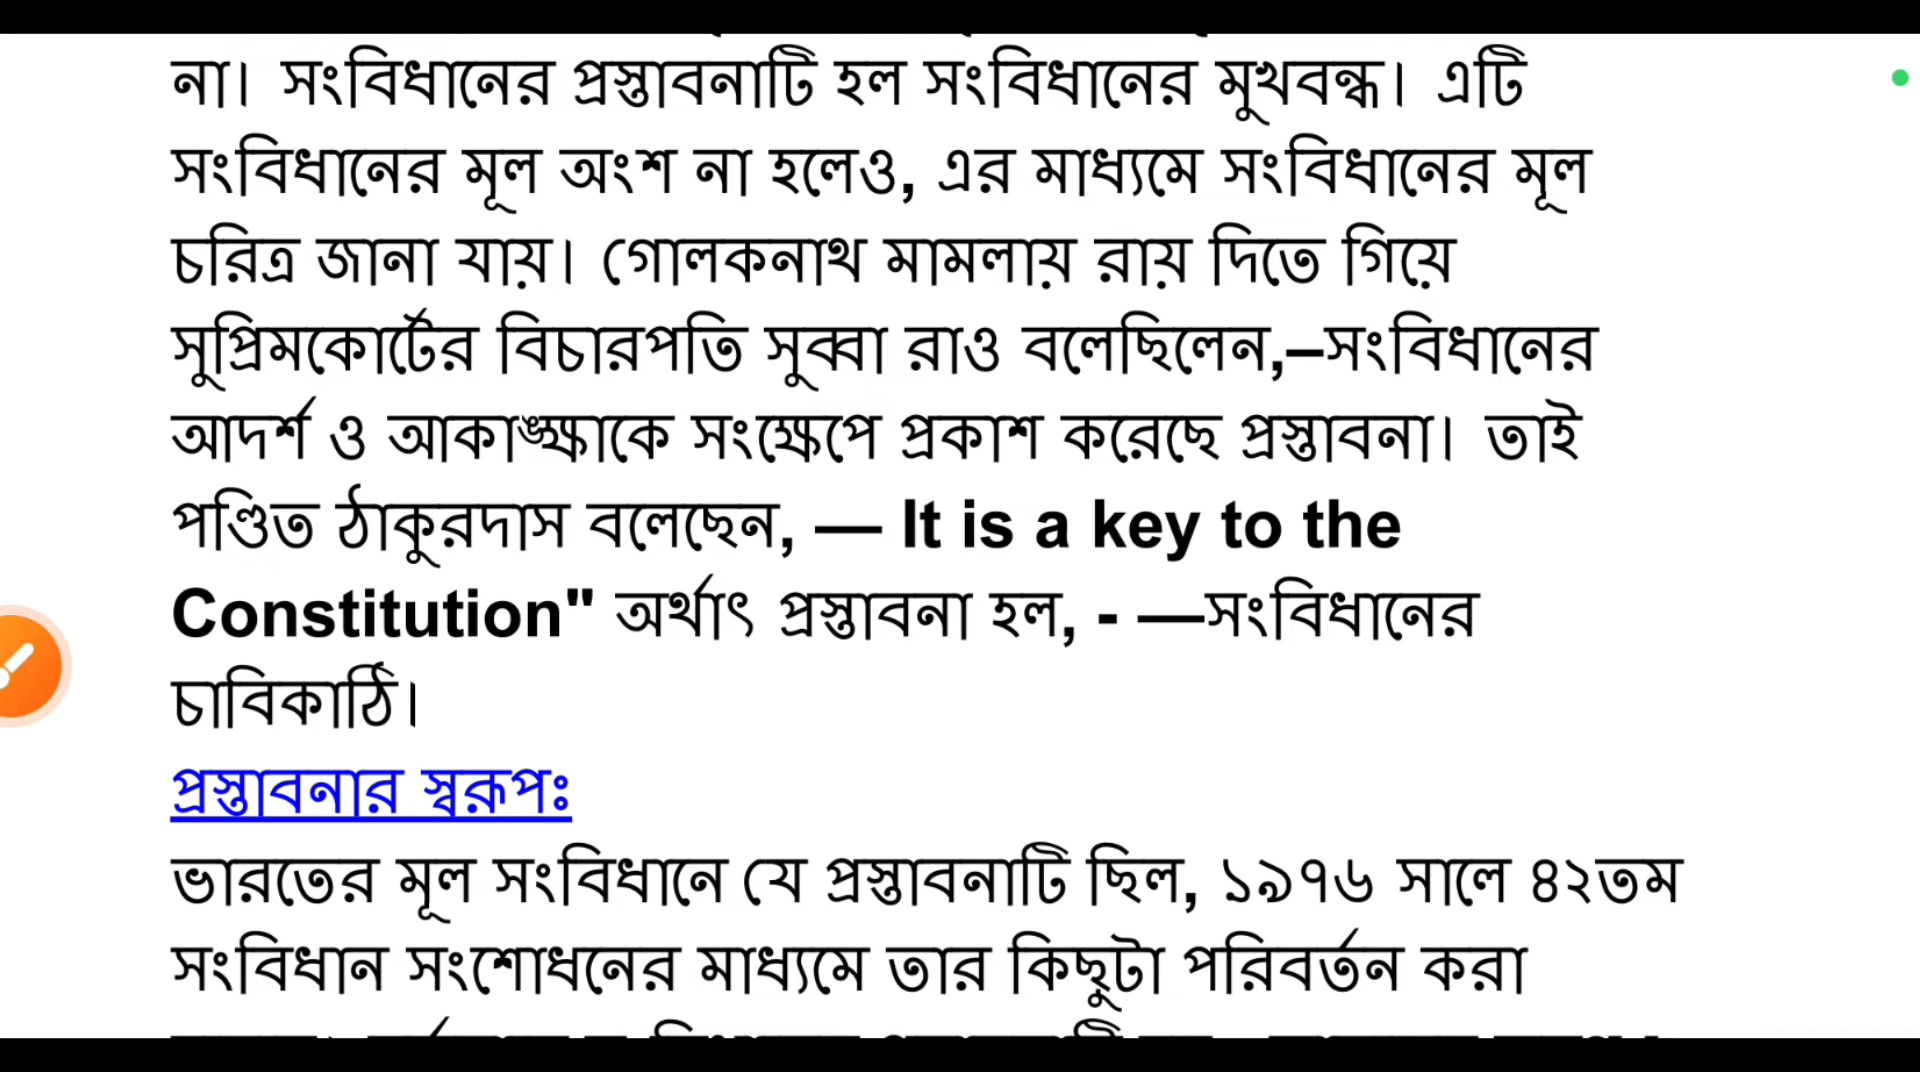 না। সংবিধানের প্রস্তাবনাটি হল সংবিধানের মুখবন্ধ। এটি
সংবিধানের মূল অংশ না হলেও, এর মাধ্যমে সংবিধানের মূল
চরিত্র জানা যায়। গোলকনাথ মামলায় রায় দিতে গিয়ে
সুপ্রিমকোর্টের বিচারপতি সুব্বা রাও বলেছিলেন,–সংবিধানের
আদর্শ ও আকাঙ্ক্ষাকে সংক্ষেপে প্রকাশ করেছে প্রস্তাবনা। তাই
পণ্ডিত ঠাকুরদাস বলেছেন, — It is a key to the
Constitution" অর্থাৎ প্রস্তাবনা হল, - —সংবিধানের
চাবিকাঠি।
প্রস্তাবনার স্বরূপঃ
ভারতের মূল সংবিধানে যে প্রস্তাবনাটি ছিল, ১৯৭৬ সালে ৪২তম
সংবিধান সংশোধনের মাধ্যমে তার কিছুটা পরিবর্তন করা